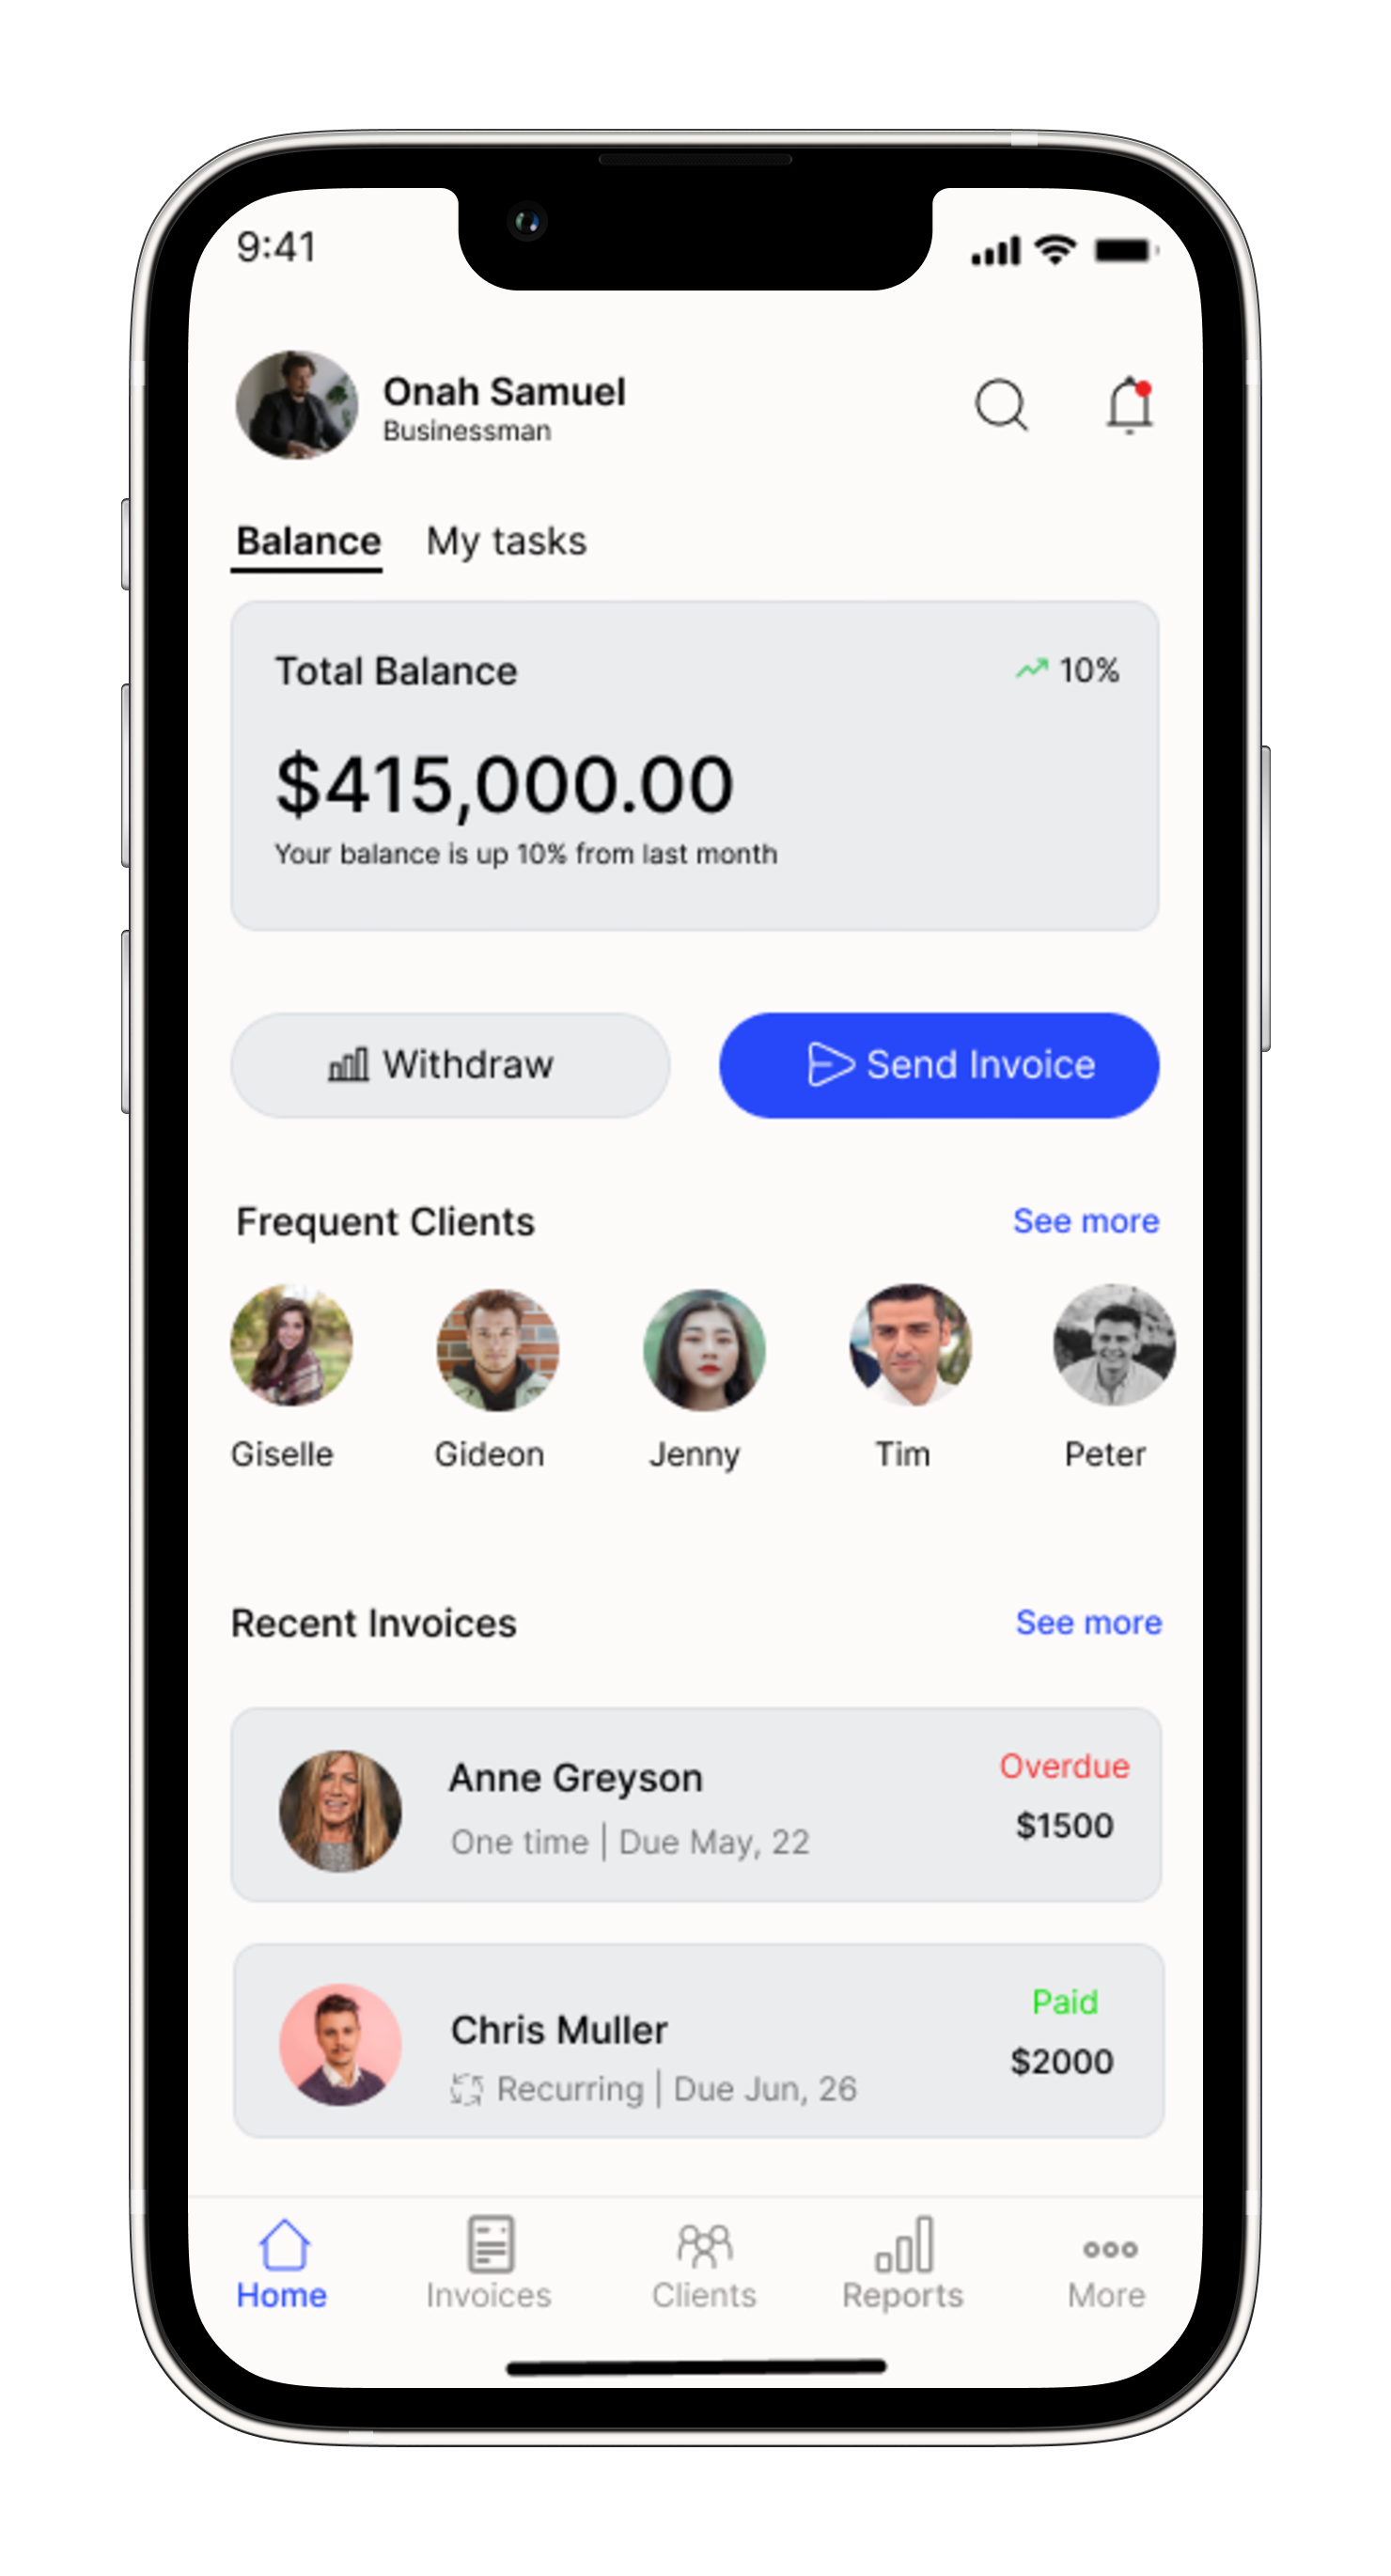 9:41
Onah Samuel
Businessman
Balance My tasks
Total Balance 10%
$415,000.00
Your balance is up 10% from last month
Withdraw Send Invoice
Frequent Clients See more
Giselle Gideon Jenny Tim Peter
Recent Invoices See more
Anne Greyson Overdue
One time | Due May, 22 $1500
Chris Muller Paid
Recurring | Due Jun, 26 $2000
Home Invoices Clients Reports More